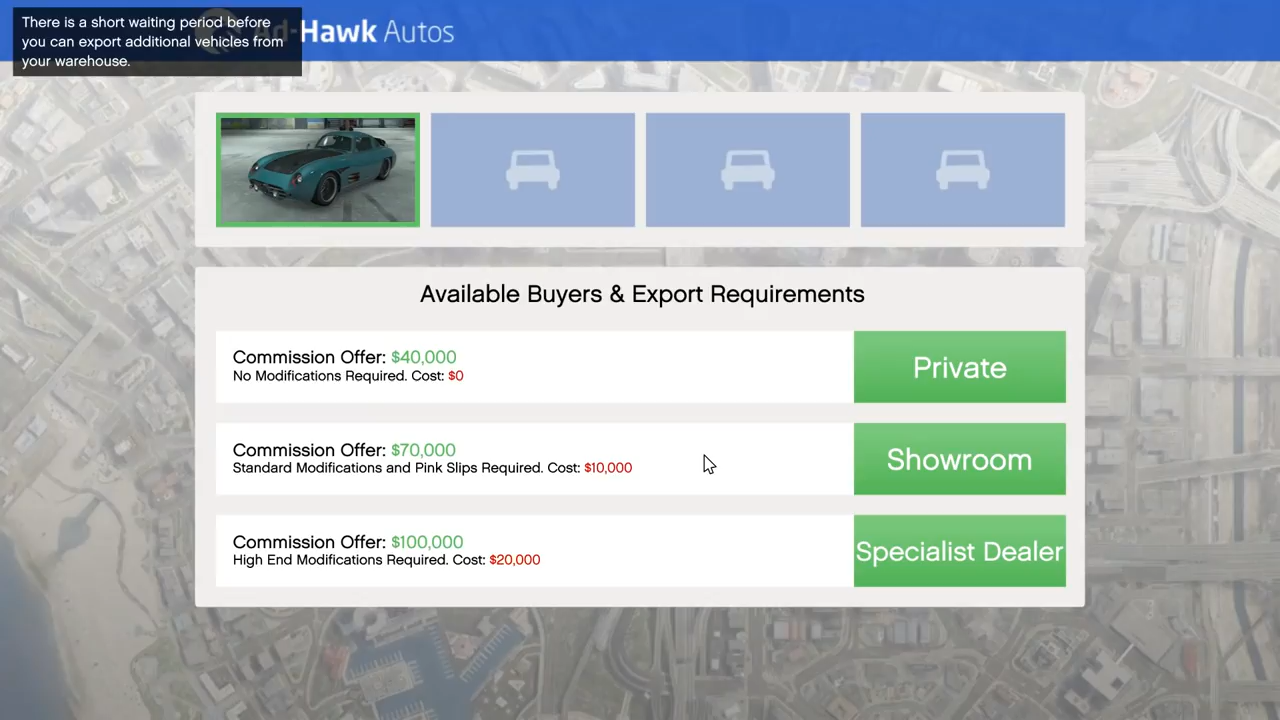 There is a short waiting period before
you can export additional vehicles from
your warehouse.
Hawk Autos
Available Buyers & Export Requirements
Commission Offer: $40,000
No Modifications Required. Cost: $0
Private
Commission Offer: $70,000
Standard Modifications and Pink Slips Required. Cost: $10,000
Showroom
Commission Offer: $100,000
High End Modifications Required. Cost: $20,000
Specialist Dealer